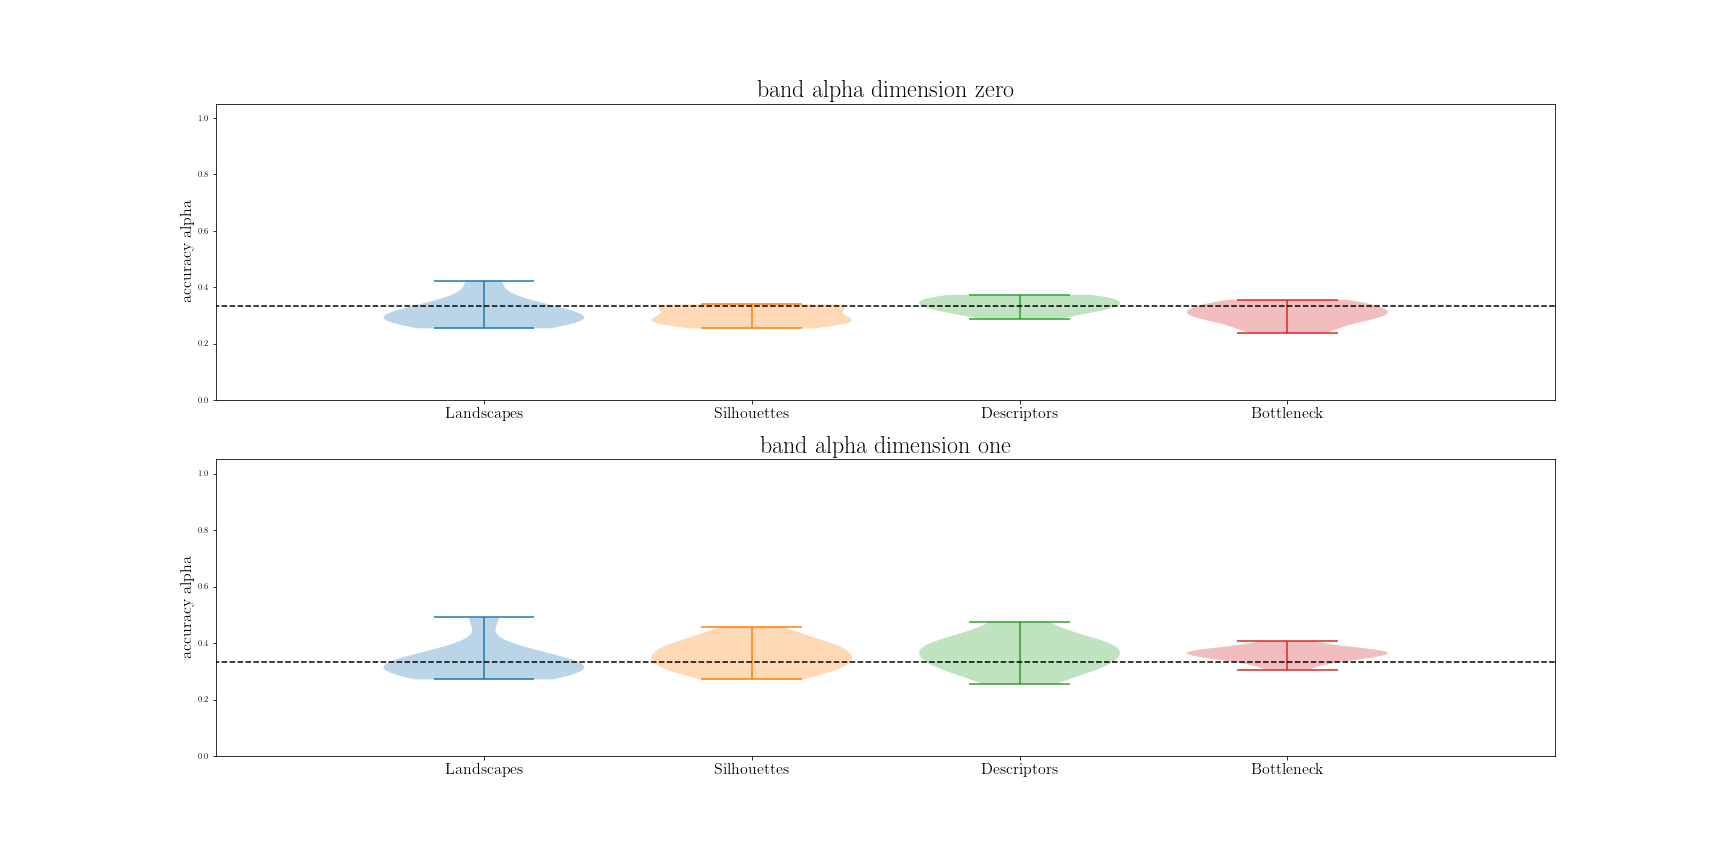 band alpha dimension zero
1.0
0.8
0.6
0.4
0.2
0.0
accuracy alpha
Landscapes Silhouettes Descriptors Bottleneck
band alpha dimension one
1.0
0.8
0.6
0.4
0.2
0.0
accuracy alpha
Landscapes Silhouettes Descriptors Bottleneck